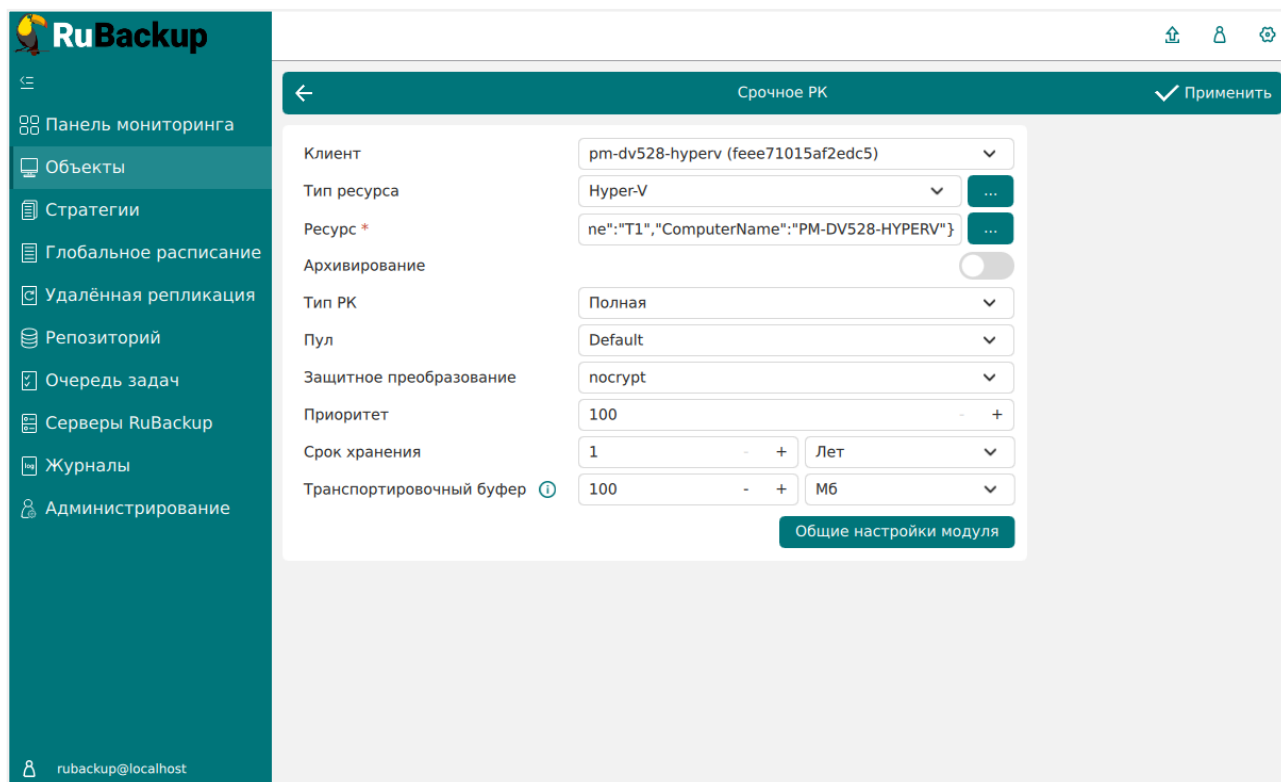 RuBackup
Панель мониторинга
Объекты
Стратегии
Глобальное расписание
Удалённая репликация
Репозиторий
Очередь задач
Серверы RuBackup
log Журналы
Администрирование
rubackup@localhost
Срочное РК
Применить
Клиент pm-dv528-hyperv (feee71015af2edc5)
Тип ресурса Hyper-V ...
Ресурс * ne":"T1","ComputerName":"PM-DV528-HYPERV"} ...
Архивирование
Тип РК Полная
Пул Default
Защитное преобразование nocrypt
Приоритет 100 - +
Срок хранения 1 - + Лет
Транспортировочный буфер i 100 - + Мб
Общие настройки модуля